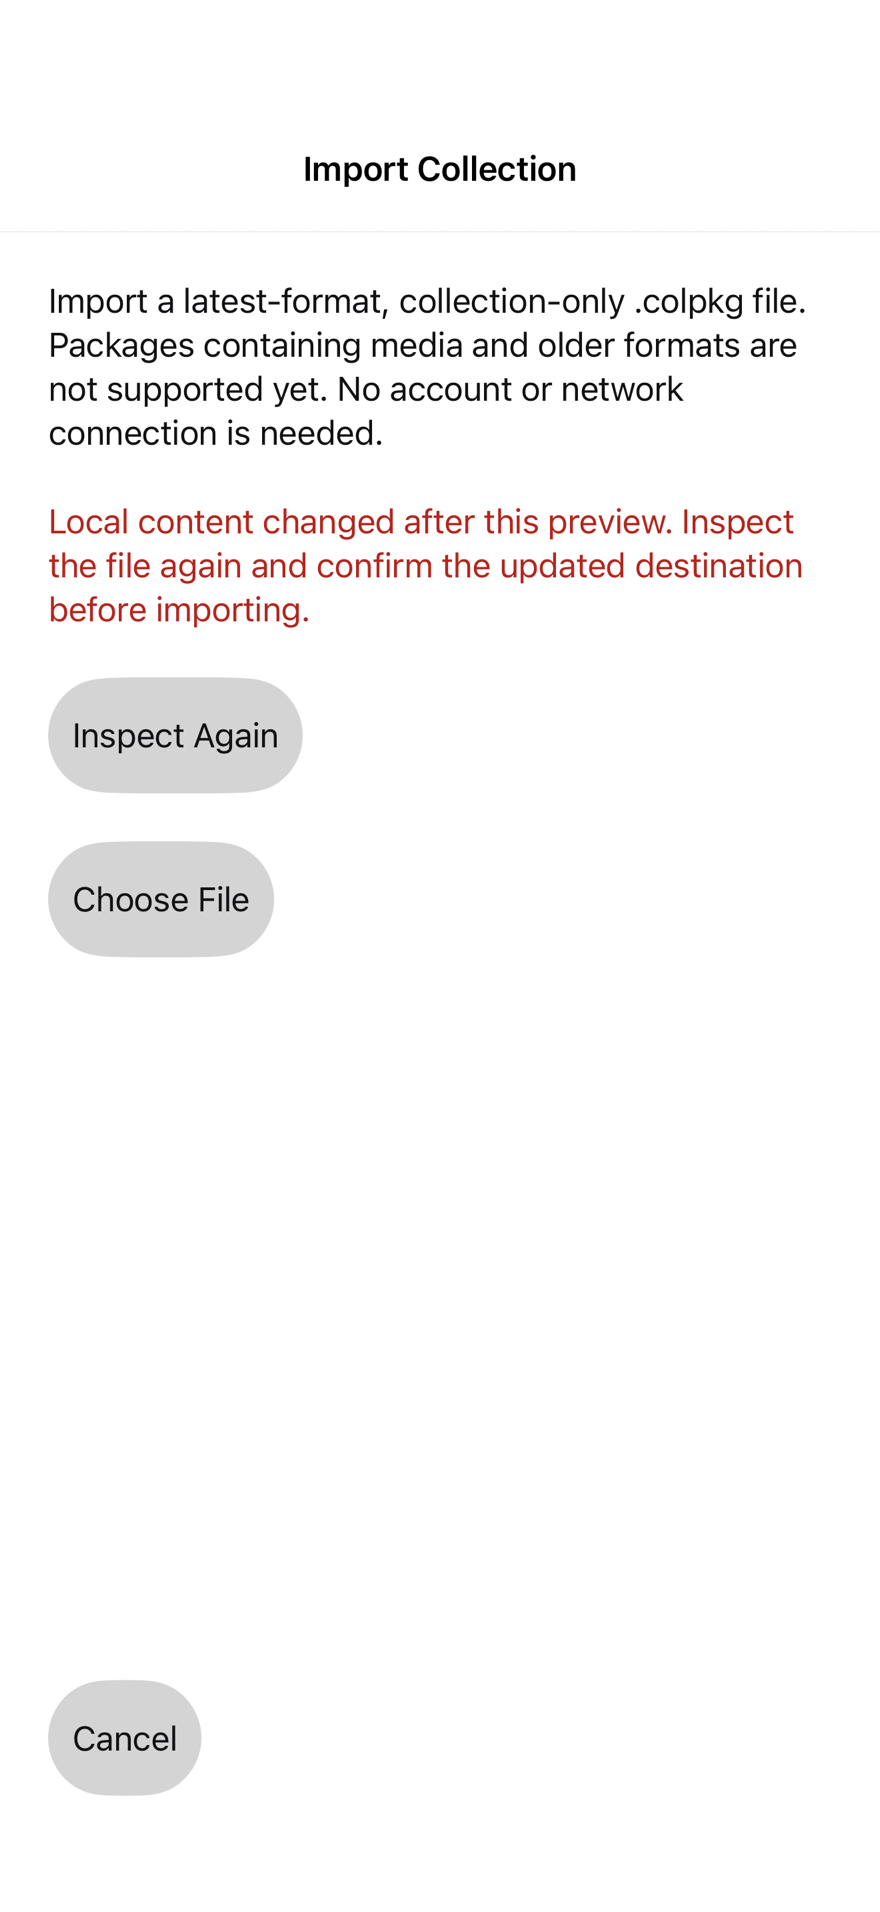 Import Collection
Import a latest-format, collection-only .colpkg file.
Packages containing media and older formats are
not supported yet. No account or network
connection is needed.
Local content changed after this preview. Inspect
the file again and confirm the updated destination
before importing.
Inspect Again
Choose File
Cancel